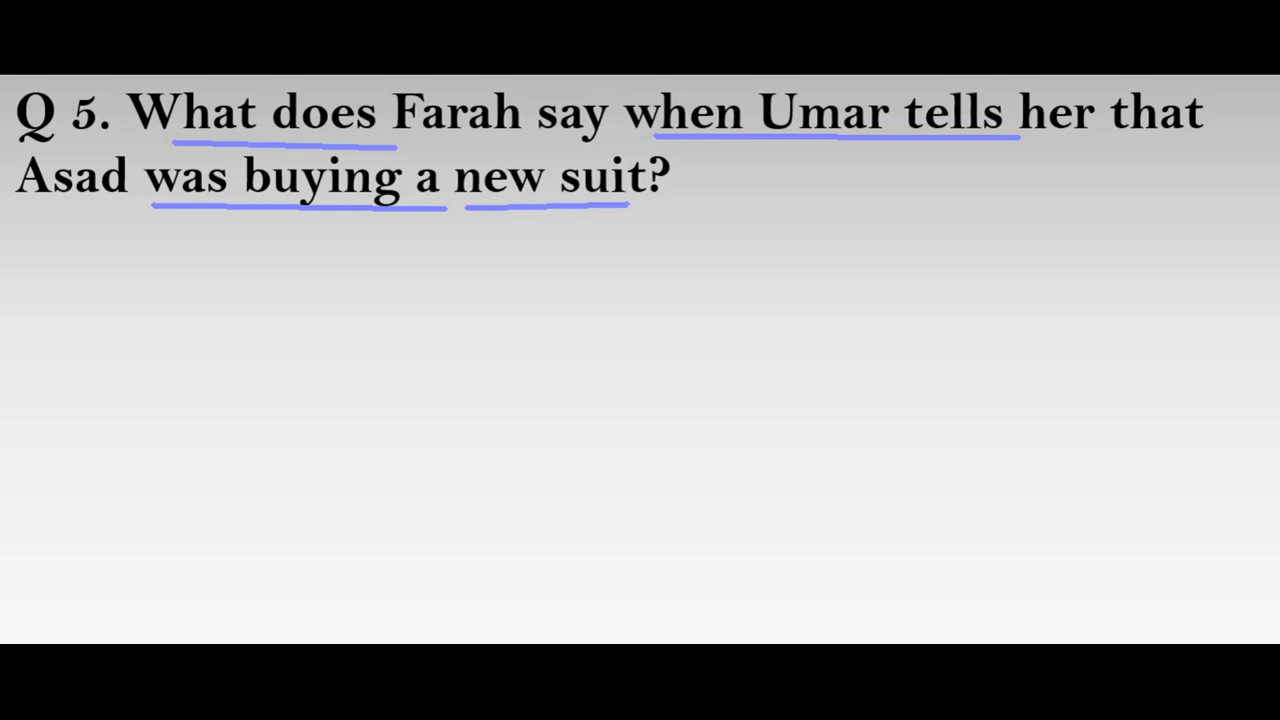 Q 5. What does Farah say when Umar tells her that
Asad was buying a new suit?